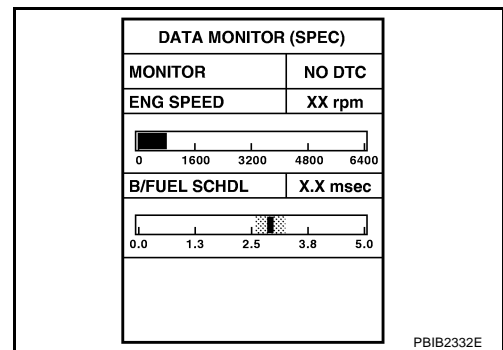 DATA MONITOR (SPEC)
MONITOR NO DTC
ENG SPEED XX rpm
0 1600 3200 4800 6400
B/FUEL SCHDL X.X msec
0.0 1.3 2.5 3.8 5.0
PBIB2332E